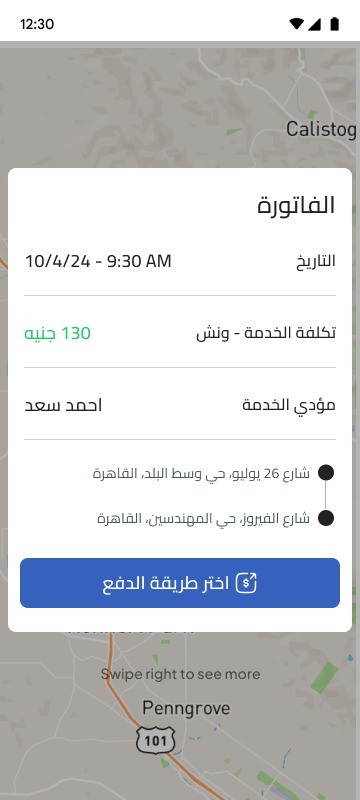 12:30
Calistog
الفاتورة
التاريخ 10/4/24 - 9:30 AM
تكلفة الخدمة - ونش 130 جنيه
مؤدي الخدمة احمد سعد
شارع 26 يوليو، حي وسط البلد، القاهرة
شارع الفيروز، حي المهندسين، القاهرة
اختر طريقة الدفع
Swipe right to see more
Penngrove
101